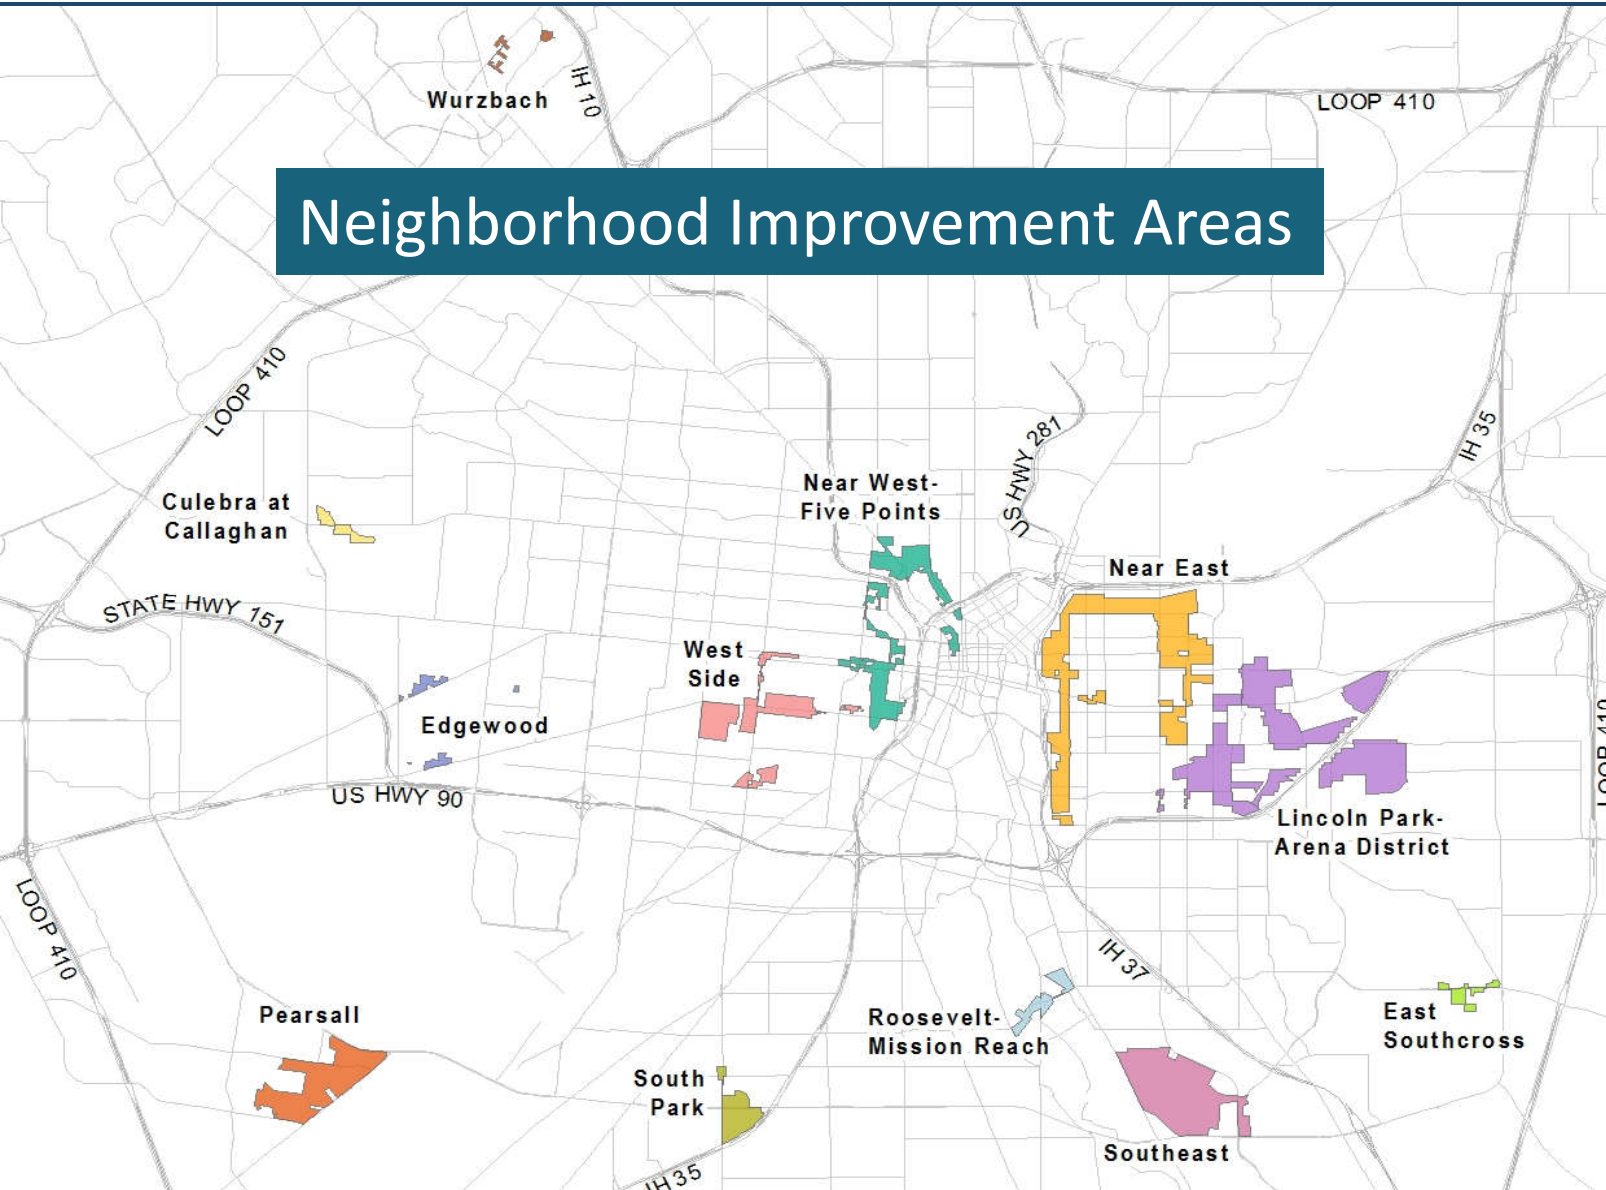 Wurzbach
IH 10
LOOP 410
Neighborhood Improvement Areas
LOOP 410
US HWY 281
IH 35
Culebra at
Callaghan
Near West-
Five Points
Near East
STATE HWY 151
West
Side
Edgewood
US HWY 90
LOOP 410
Lincoln Park-
Arena District
LOOP 410
IH 37
Pearsall
Roosevelt-
Mission Reach
East
Southcross
South
Park
Southeast
IH 35